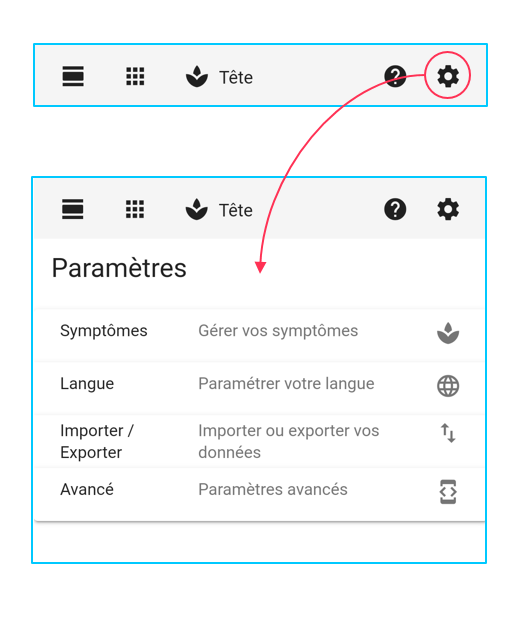 Tête
Tête
Paramètres
Symptômes Gérer vos symptômes
Langue Paramétrer votre langue
Importer / Importer ou exporter vos
Exporter données
Avancé Paramètres avancés